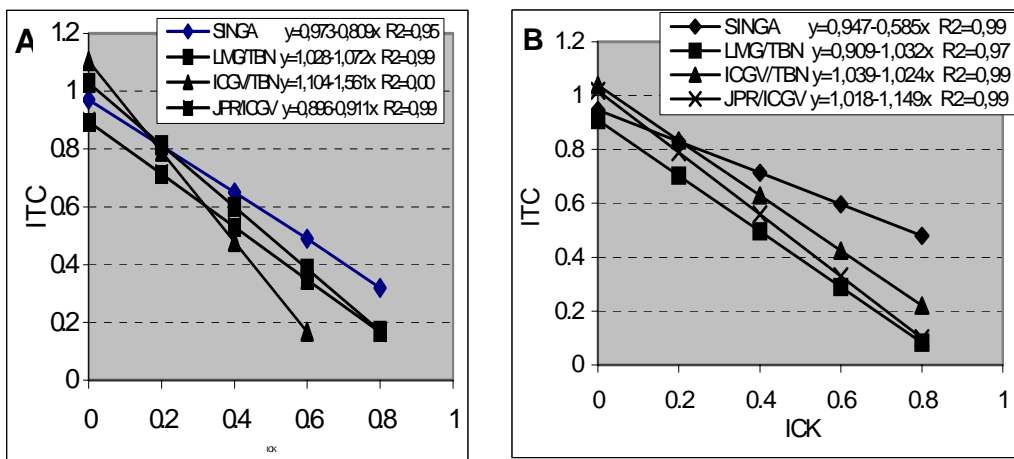 A
SINGA y=0,973-0,809x R2=0,95
LMG/TBN y=1,028-1,072x R2=0,99
ICGV/TBN y=1,104-1,561x R2=0,00
JPR/ICGV y=0,896-0,911x R2=0,99
1.2
1
0.8
0.6
0.4
0.2
0
ITC
0 0.2 0.4 0.6 0.8 1
ICK
B
SINGA y=0,947-0,585x R2=0,99
LMG/TBN y=0,909-1,032x R2=0,97
ICGV/TBN y=1,039-1,024x R2=0,99
JPR/ICGV y=1,018-1,149x R2=0,99
1.2
1
0.8
0.6
0.4
0.2
0
ITC
0 0.2 0.4 0.6 0.8 1
ICK